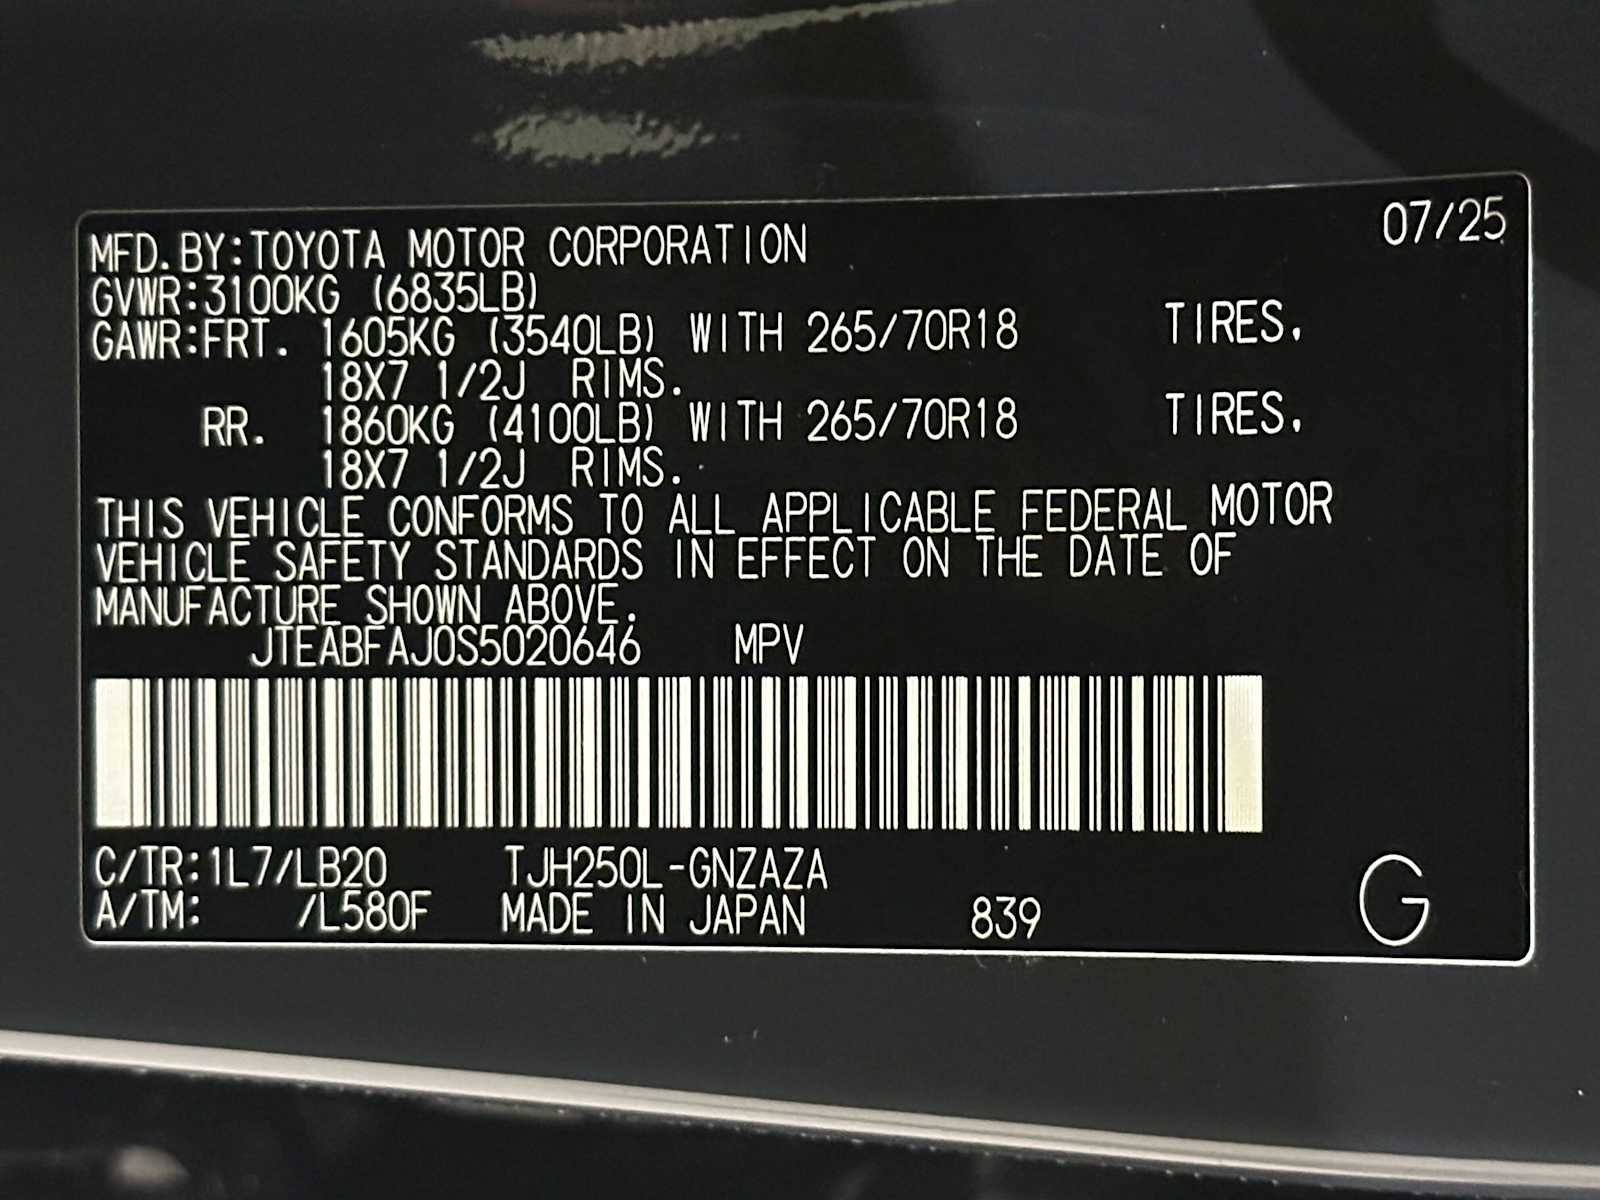 07/25
MFD.BY:TOYOTA MOTOR CORPORATION
GVWR:3100KG (6835LB)
GAWR:FRT. 1605KG (3540LB) WITH 265/70R18 TIRES.
18X7 1/2J RIMS.
RR. 1860KG (4100LB) WITH 265/70R18 TIRES.
18X7 1/2J RIMS.
THIS VEHICLE CONFORMS TO ALL APPLICABLE FEDERAL MOTOR
VEHICLE SAFETY STANDARDS IN EFFECT ON THE DATE OF
MANUFACTURE SHOWN ABOVE.
JTEABFAJ0S5020646 MPV
C/TR:1L7/LB20 TJH250L-GNZAZA
A/TM: /L580F MADE IN JAPAN 839 G